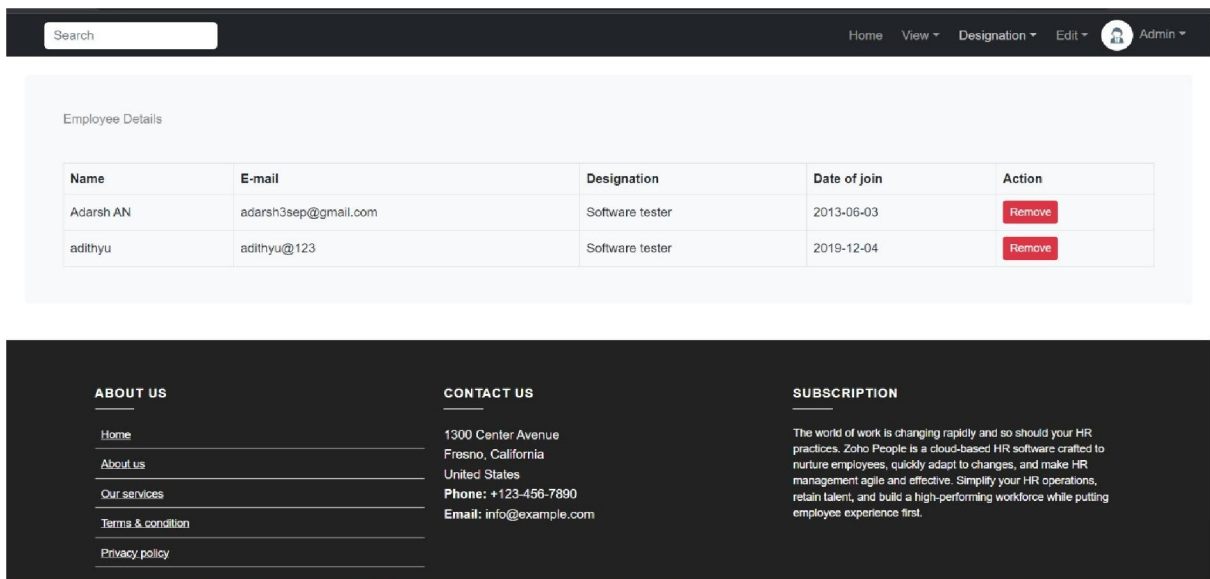 Search
Home View Designation Edit Admin
Employee Details
Name E-mail Designation Date of join Action
Adarsh AN adarsh3sep@gmail.com Software tester 2013-06-03 Remove
adithyu adithyu@123 Software tester 2019-12-04 Remove
ABOUT US
Home
About us
Our services
Terms & condition
Privacy policy
CONTACT US
1300 Center Avenue
Fresno, California
United States
Phone: +123-456-7890
Email: info@example.com
SUBSCRIPTION
The world of work is changing rapidly and so should your HR
practices. Zoho People is a cloud-based HR software crafted to
nurture employees, quickly adapt to changes, and make HR
management agile and effective. Simplify your HR operations,
retain talent, and build a high-performing workforce while putting
employee experience first.